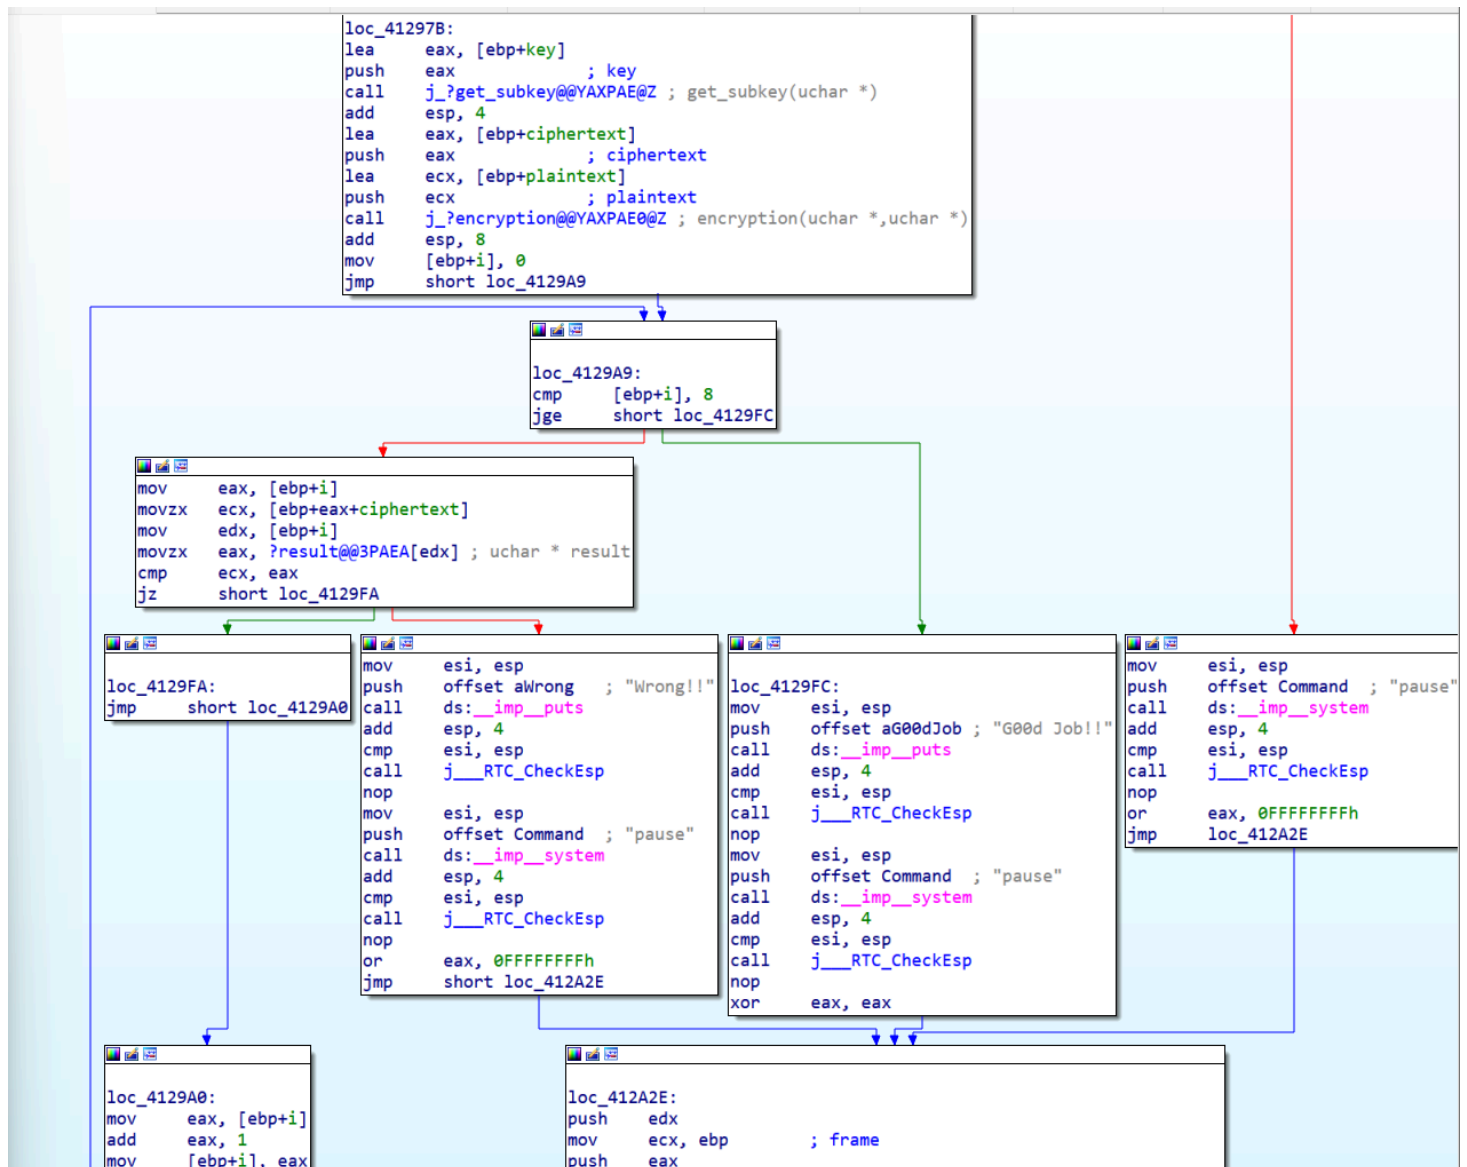 loc_41297B:
lea eax, [ebp+key]
push eax ; key
call j_?get_subkey@@YAXPAE@Z ; get_subkey(uchar *)
add esp, 4
lea eax, [ebp+ciphertext]
push eax ; ciphertext
lea ecx, [ebp+plaintext]
push ecx ; plaintext
call j_?encryption@@YAXPAE0@Z ; encryption(uchar *,uchar *)
add esp, 8
mov [ebp+i], 0
jmp short loc_4129A9
loc_4129A9:
cmp [ebp+i], 8
jge short loc_4129FC
mov eax, [ebp+i]
movzx ecx, [ebp+eax+ciphertext]
mov edx, [ebp+i]
movzx eax, ?result@@3PAEA[edx] ; uchar * result
cmp ecx, eax
jz short loc_4129FA
loc_4129FA:
jmp short loc_4129A0
mov esi, esp
push offset aWrong ; "Wrong!!"
call ds:__imp__puts
add esp, 4
cmp esi, esp
call j___RTC_CheckEsp
nop
mov esi, esp
push offset Command ; "pause"
call ds:__imp__system
add esp, 4
cmp esi, esp
call j___RTC_CheckEsp
nop
or eax, 0FFFFFFFFh
jmp short loc_412A2E
loc_4129FC:
mov esi, esp
push offset aG00dJob ; "G00d Job!!"
call ds:__imp__puts
add esp, 4
cmp esi, esp
call j___RTC_CheckEsp
nop
mov esi, esp
push offset Command ; "pause"
call ds:__imp__system
add esp, 4
cmp esi, esp
call j___RTC_CheckEsp
nop
xor eax, eax
mov esi, esp
push offset Command ; "pause"
call ds:__imp__system
add esp, 4
cmp esi, esp
call j___RTC_CheckEsp
nop
or eax, 0FFFFFFFFh
jmp loc_412A2E
loc_4129A0:
mov eax, [ebp+i]
add eax, 1
mov [ebp+i], eax
loc_412A2E:
push edx
mov ecx, ebp ; frame
push eax